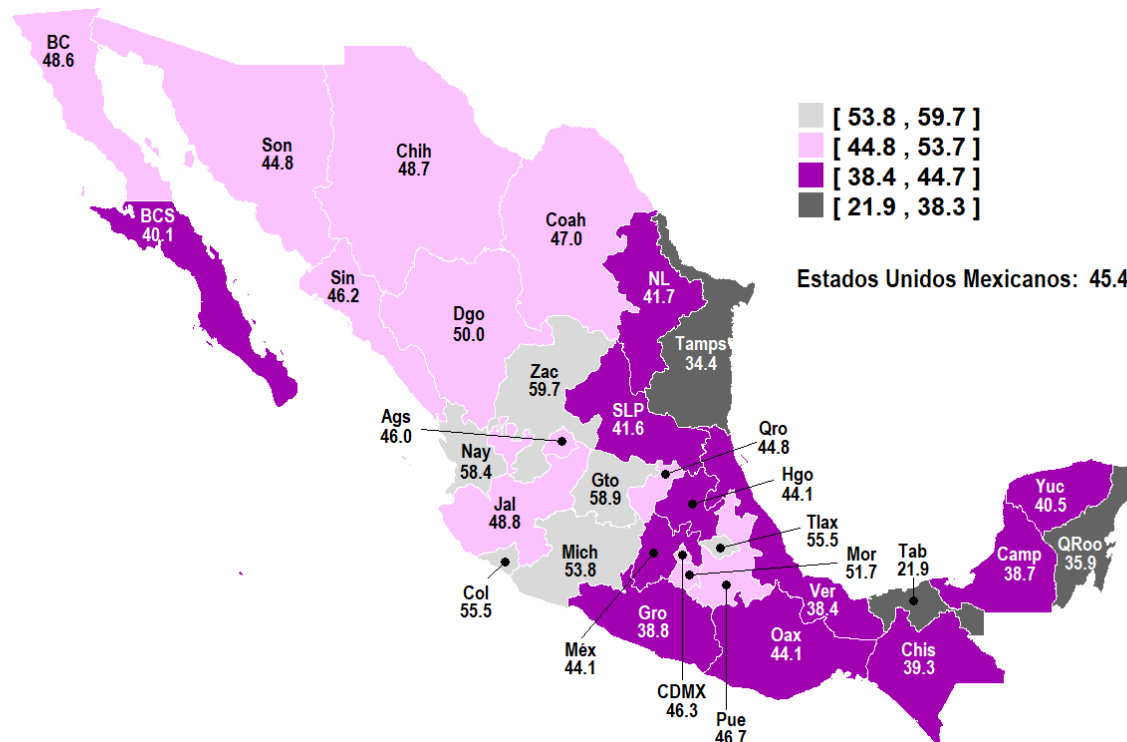 BC
48.6
Son
44.8
Chih
48.7
Coah
47.0
BCS
40.1
Sin
46.2
Dgo
50.0
NL
41.7
Tamps
34.4
Zac
59.7
SLP
41.6
Ags
46.0
Nay
58.4
Jal
48.8
Gto
58.9
Qro
44.8
Hgo
44.1
Tlax
55.5
Mor
51.7
Mich
53.8
Col
55.5
Méx
44.1
Gro
38.8
CDMX
46.3
Pue
46.7
Oax
44.1
Ver
38.4
Tab
21.9
Chis
39.3
Camp
38.7
Yuc
40.5
QRoo
35.9
[ 53.8 , 59.7 ]
[ 44.8 , 53.7 ]
[ 38.4 , 44.7 ]
[ 21.9 , 38.3 ]
Estados Unidos Mexicanos: 45.4